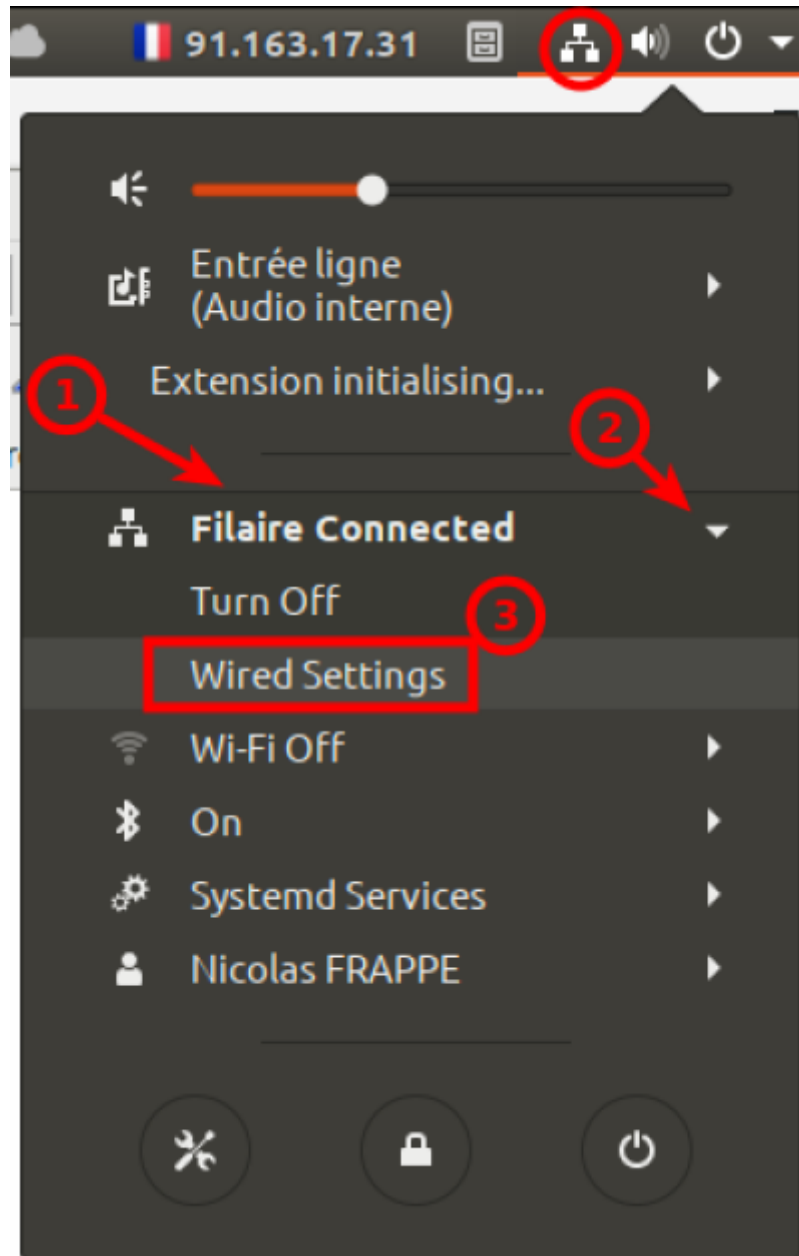 91.163.17.31
Entrée ligne
(Audio interne)
Extension initialising...
1
2
Filaire Connected
Turn Off
3
Wired Settings
Wi-Fi Off
On
Systemd Services
Nicolas FRAPPE